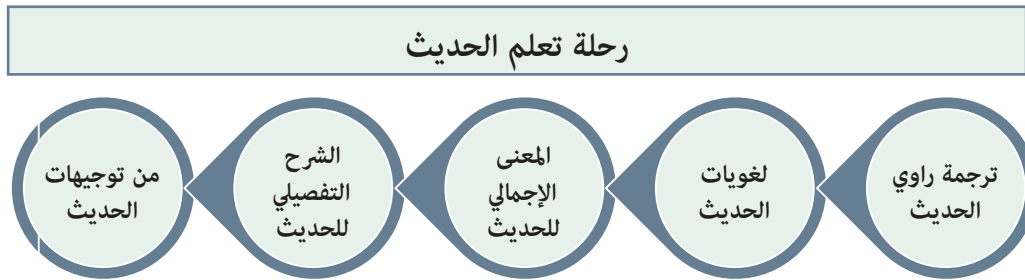 رحلة تعلم الحديث
ترجمة راوي
الحديث
لغويات
الحديث
المعنى
الإجمالي
للحديث
الشرح
التفصيلي
للحديث
من توجيهات
الحديث